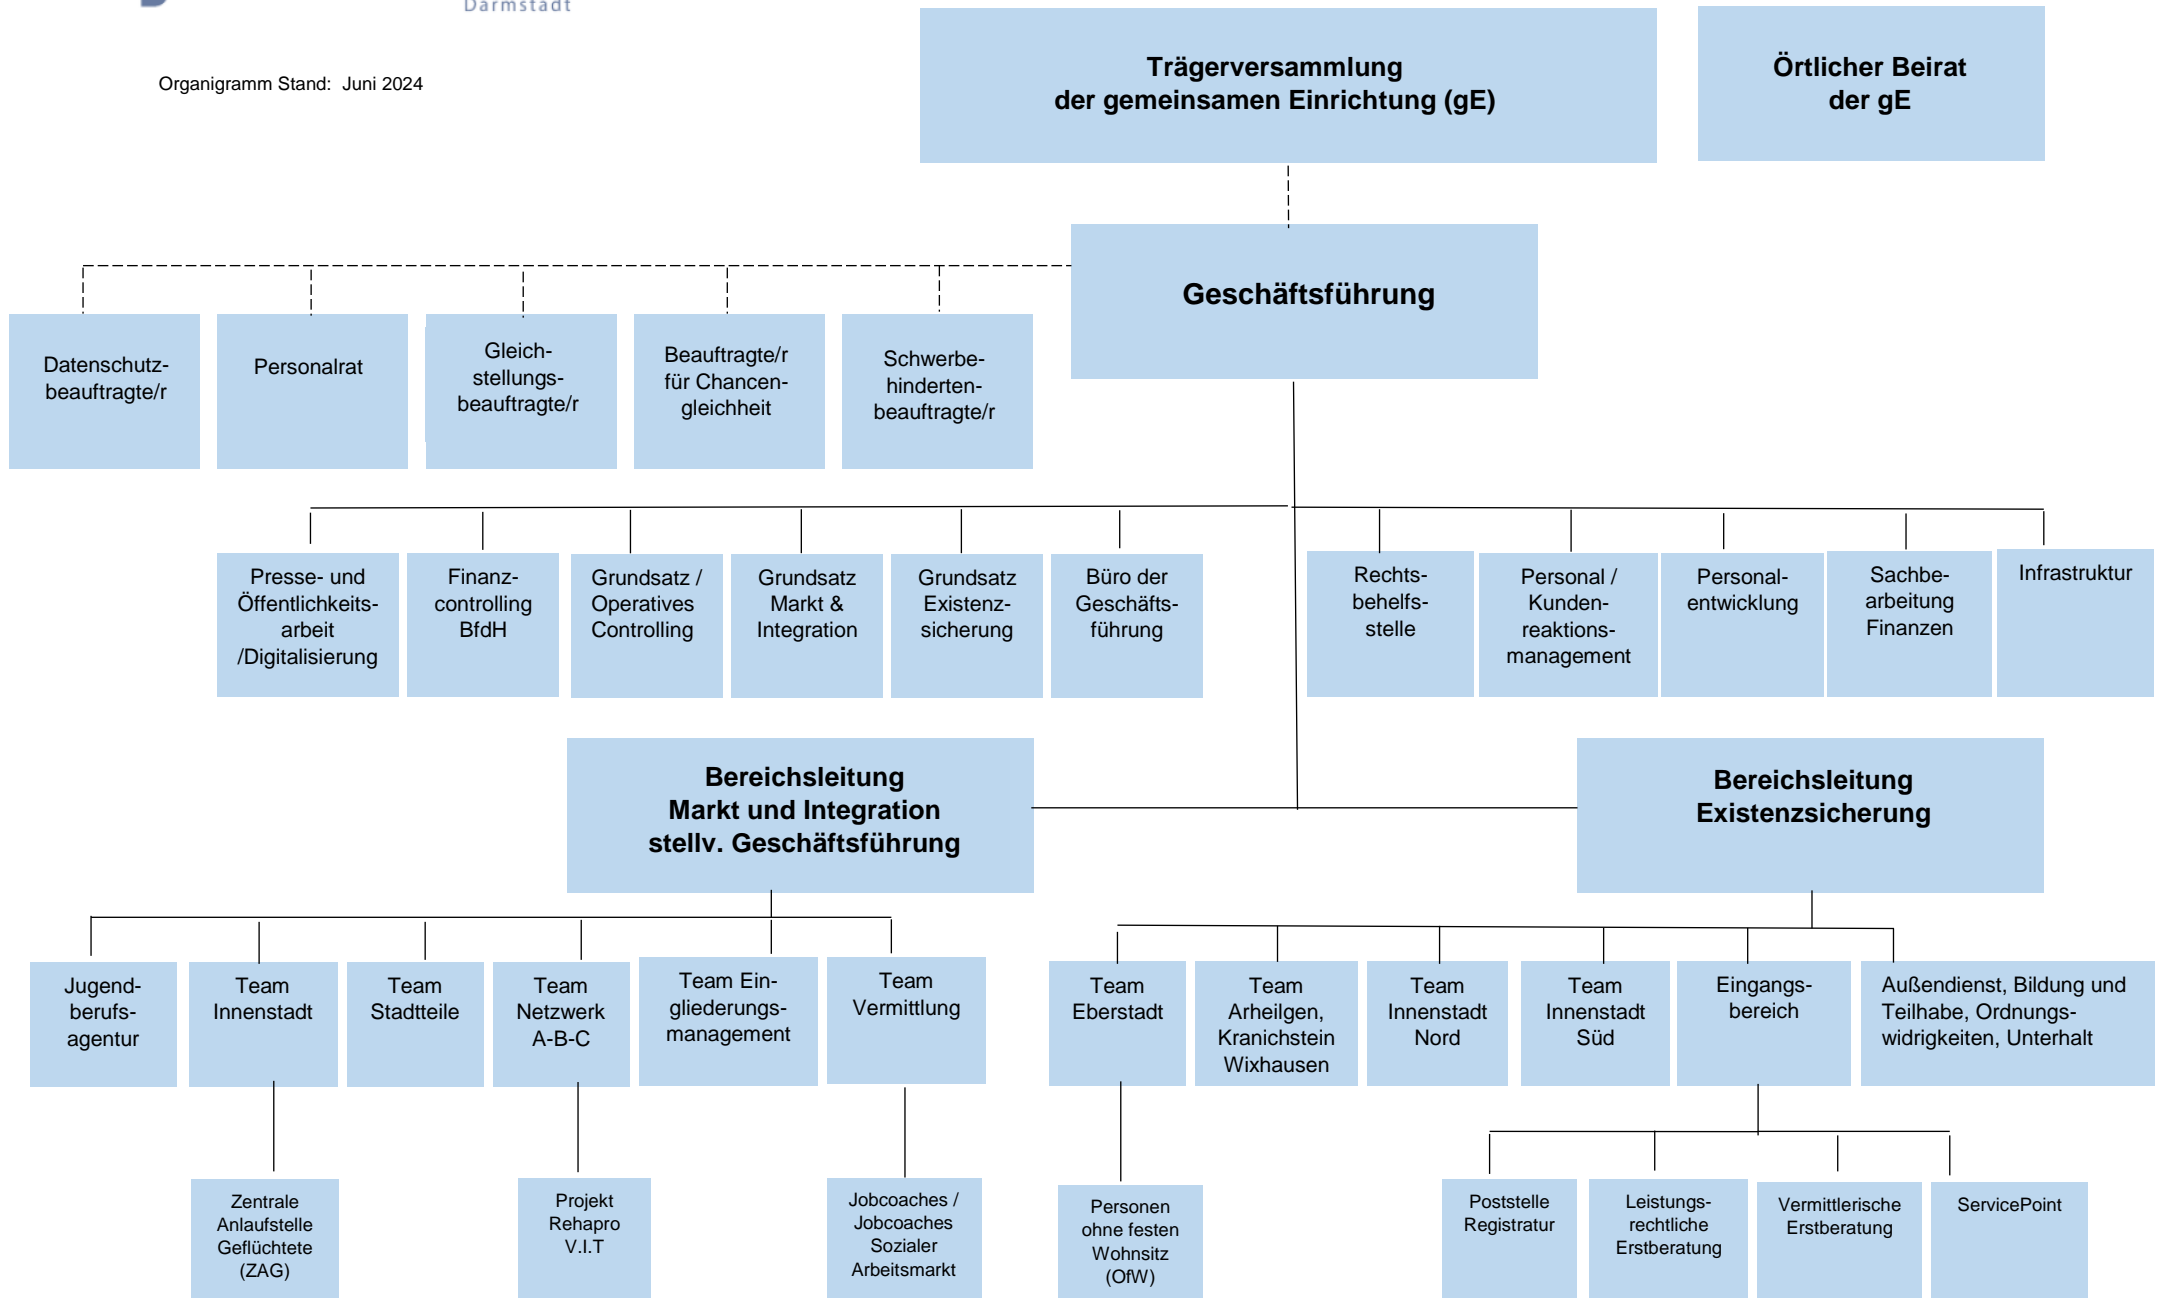 Darmstadt
Organigramm Stand: Juni 2024
Trägerversammlung
der gemeinsamen Einrichtung (gE)
Örtlicher Beirat
der gE
Geschäftsführung
Datenschutz-
beauftragte/r
Personalrat
Gleich-
stellungs-
beauftragte/r
Beauftragte/r
für Chancen-
gleichheit
Schwerbe-
hinderten-
beauftragte/r
Presse- und
Öffentlichkeits-
arbeit
/Digitalisierung
Finanz-
controlling
BfdH
Grundsatz /
Operatives
Controlling
Grundsatz
Markt &
Integration
Grundsatz
Existenz-
sicherung
Büro der
Geschäfts-
führung
Rechts-
behelfs-
stelle
Personal /
Kunden-
reaktions-
management
Personal-
entwicklung
Sachbe-
arbeitung
Finanzen
Infrastruktur
Bereichsleitung
Markt und Integration
stellv. Geschäftsführung
Bereichsleitung
Existenzsicherung
Jugend-
berufs-
agentur
Team
Innenstadt
Team
Stadtteile
Team
Netzwerk
A-B-C
Team Ein-
gliederungs-
management
Team
Vermittlung
Team
Eberstadt
Team
Arheilgen,
Kranichstein
Wixhausen
Team
Innenstadt
Nord
Team
Innenstadt
Süd
Eingangs-
bereich
Außendienst, Bildung und
Teilhabe, Ordnungs-
widrigkeiten, Unterhalt
Zentrale
Anlaufstelle
Geflüchtete
(ZAG)
Projekt
Rehapro
V.I.T
Jobcoaches /
Jobcoaches
Sozialer
Arbeitsmarkt
Personen
ohne festen
Wohnsitz
(OfW)
Poststelle
Registratur
Leistungs-
rechtliche
Erstberatung
Vermittlerische
Erstberatung
ServicePoint